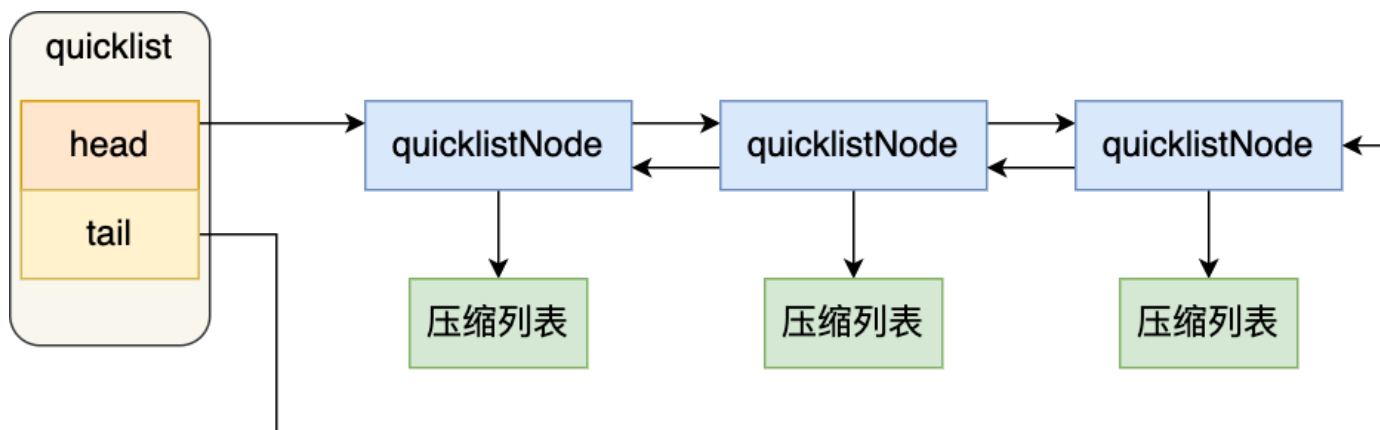 quicklist
head
tail
quicklistNode
quicklistNode
quicklistNode
压缩列表
压缩列表
压缩列表